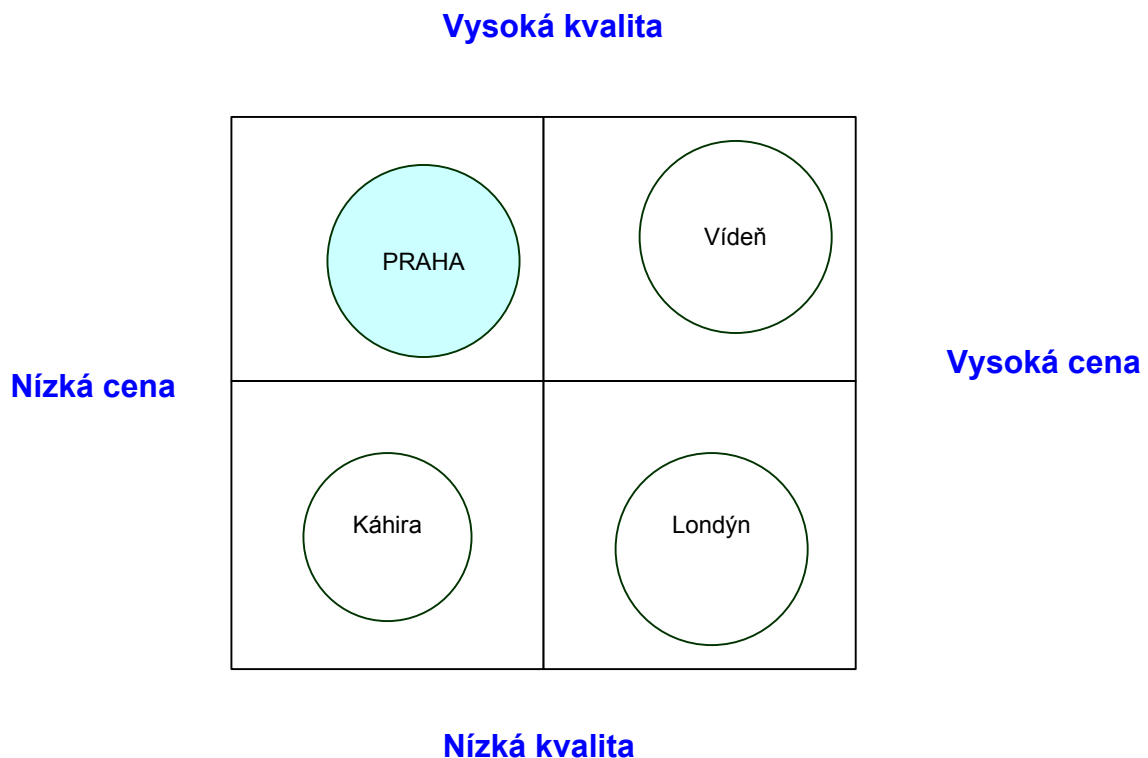 Vysoká kvalita
PRAHA
Vídeň
Nízká cena
Vysoká cena
Káhira
Londýn
Nízká kvalita